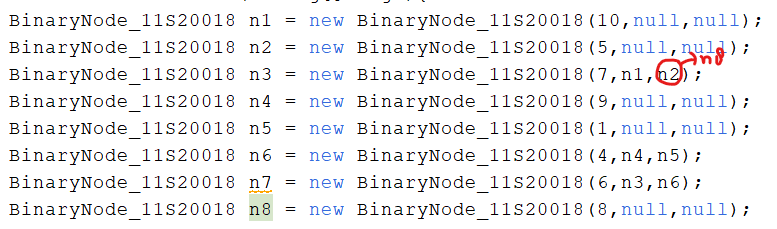 BinaryNode_11S20018 n1 = new BinaryNode_11S20018(10,null,null);
BinaryNode_11S20018 n2 = new BinaryNode_11S20018(5,null,null);
n8
BinaryNode_11S20018 n3 = new BinaryNode_11S20018(7,n1,n2);
BinaryNode_11S20018 n4 = new BinaryNode_11S20018(9,null,null);
BinaryNode_11S20018 n5 = new BinaryNode_11S20018(1,null,null);
BinaryNode_11S20018 n6 = new BinaryNode_11S20018(4,n4,n5);
BinaryNode_11S20018 n7 = new BinaryNode_11S20018(6,n3,n6);
BinaryNode_11S20018 n8 = new BinaryNode_11S20018(8,null,null);